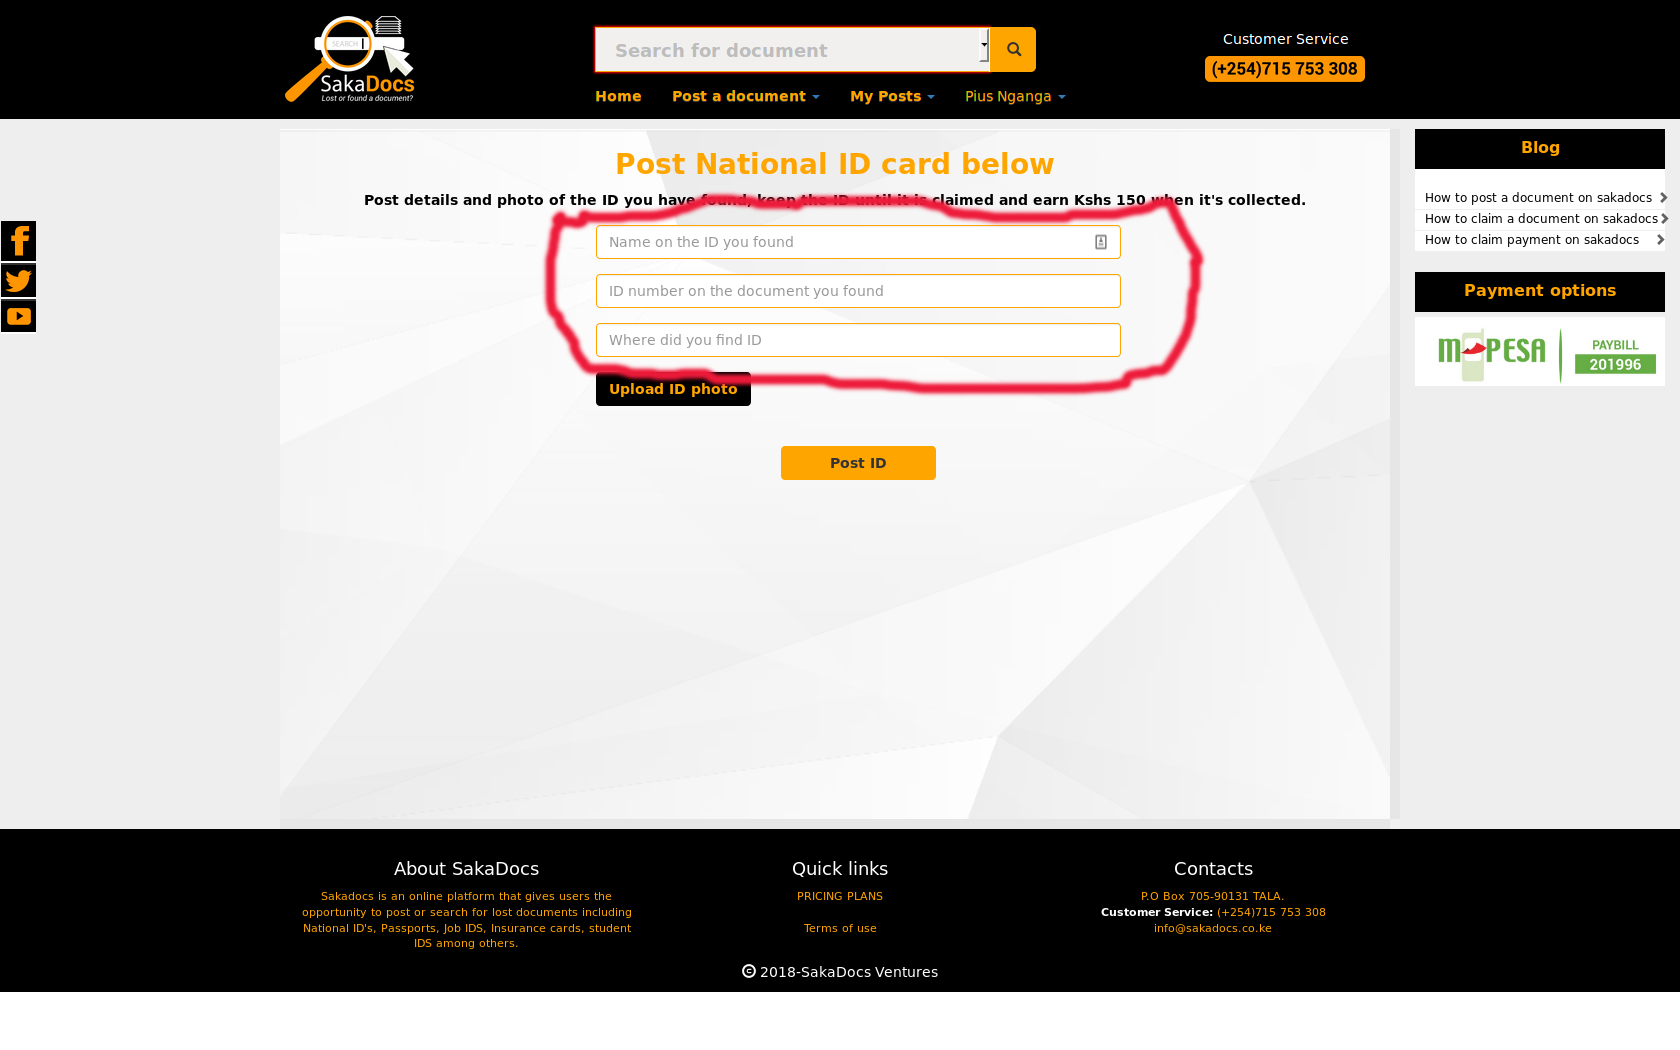 SEARCH
SakaDocs
Lost or found a document?
Search for document
Customer Service
(+254)715 753 308
Home
Post a document
My Posts
Pius Nganga
Post National ID card below
Post details and photo of the ID you have found, keep the ID until it is claimed and earn Kshs 150 when it's collected.
Name on the ID you found
ID number on the document you found
Where did you find ID
Upload ID photo
Post ID
Blog
How to post a document on sakadocs
How to claim a document on sakadocs
How to claim payment on sakadocs
Payment options
M PESA
PAYBILL
201996
About SakaDocs
Sakadocs is an online platform that gives users the
opportunity to post or search for lost documents including
National ID's, Passports, Job IDS, Insurance cards, student
IDS among others.
Quick links
PRICING PLANS
Terms of use
Contacts
P.O Box 705-90131 TALA.
Customer Service: (+254)715 753 308
info@sakadocs.co.ke
© 2018-SakaDocs Ventures